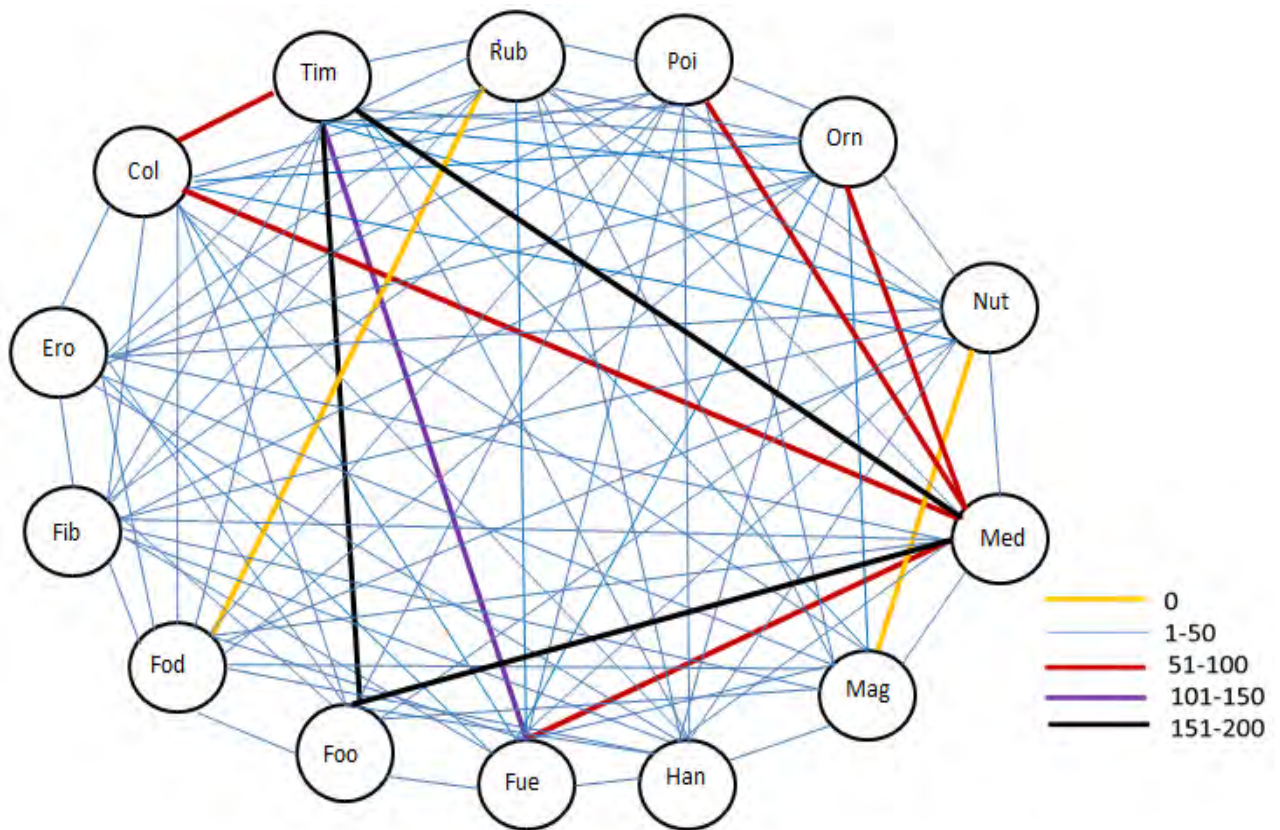 Rub
Poi
Tim
Orn
Col
Nut
Ero
Fib
Med
0
1-50
Fod
51-100
Mag
101-150
151-200
Foo
Fue
Han